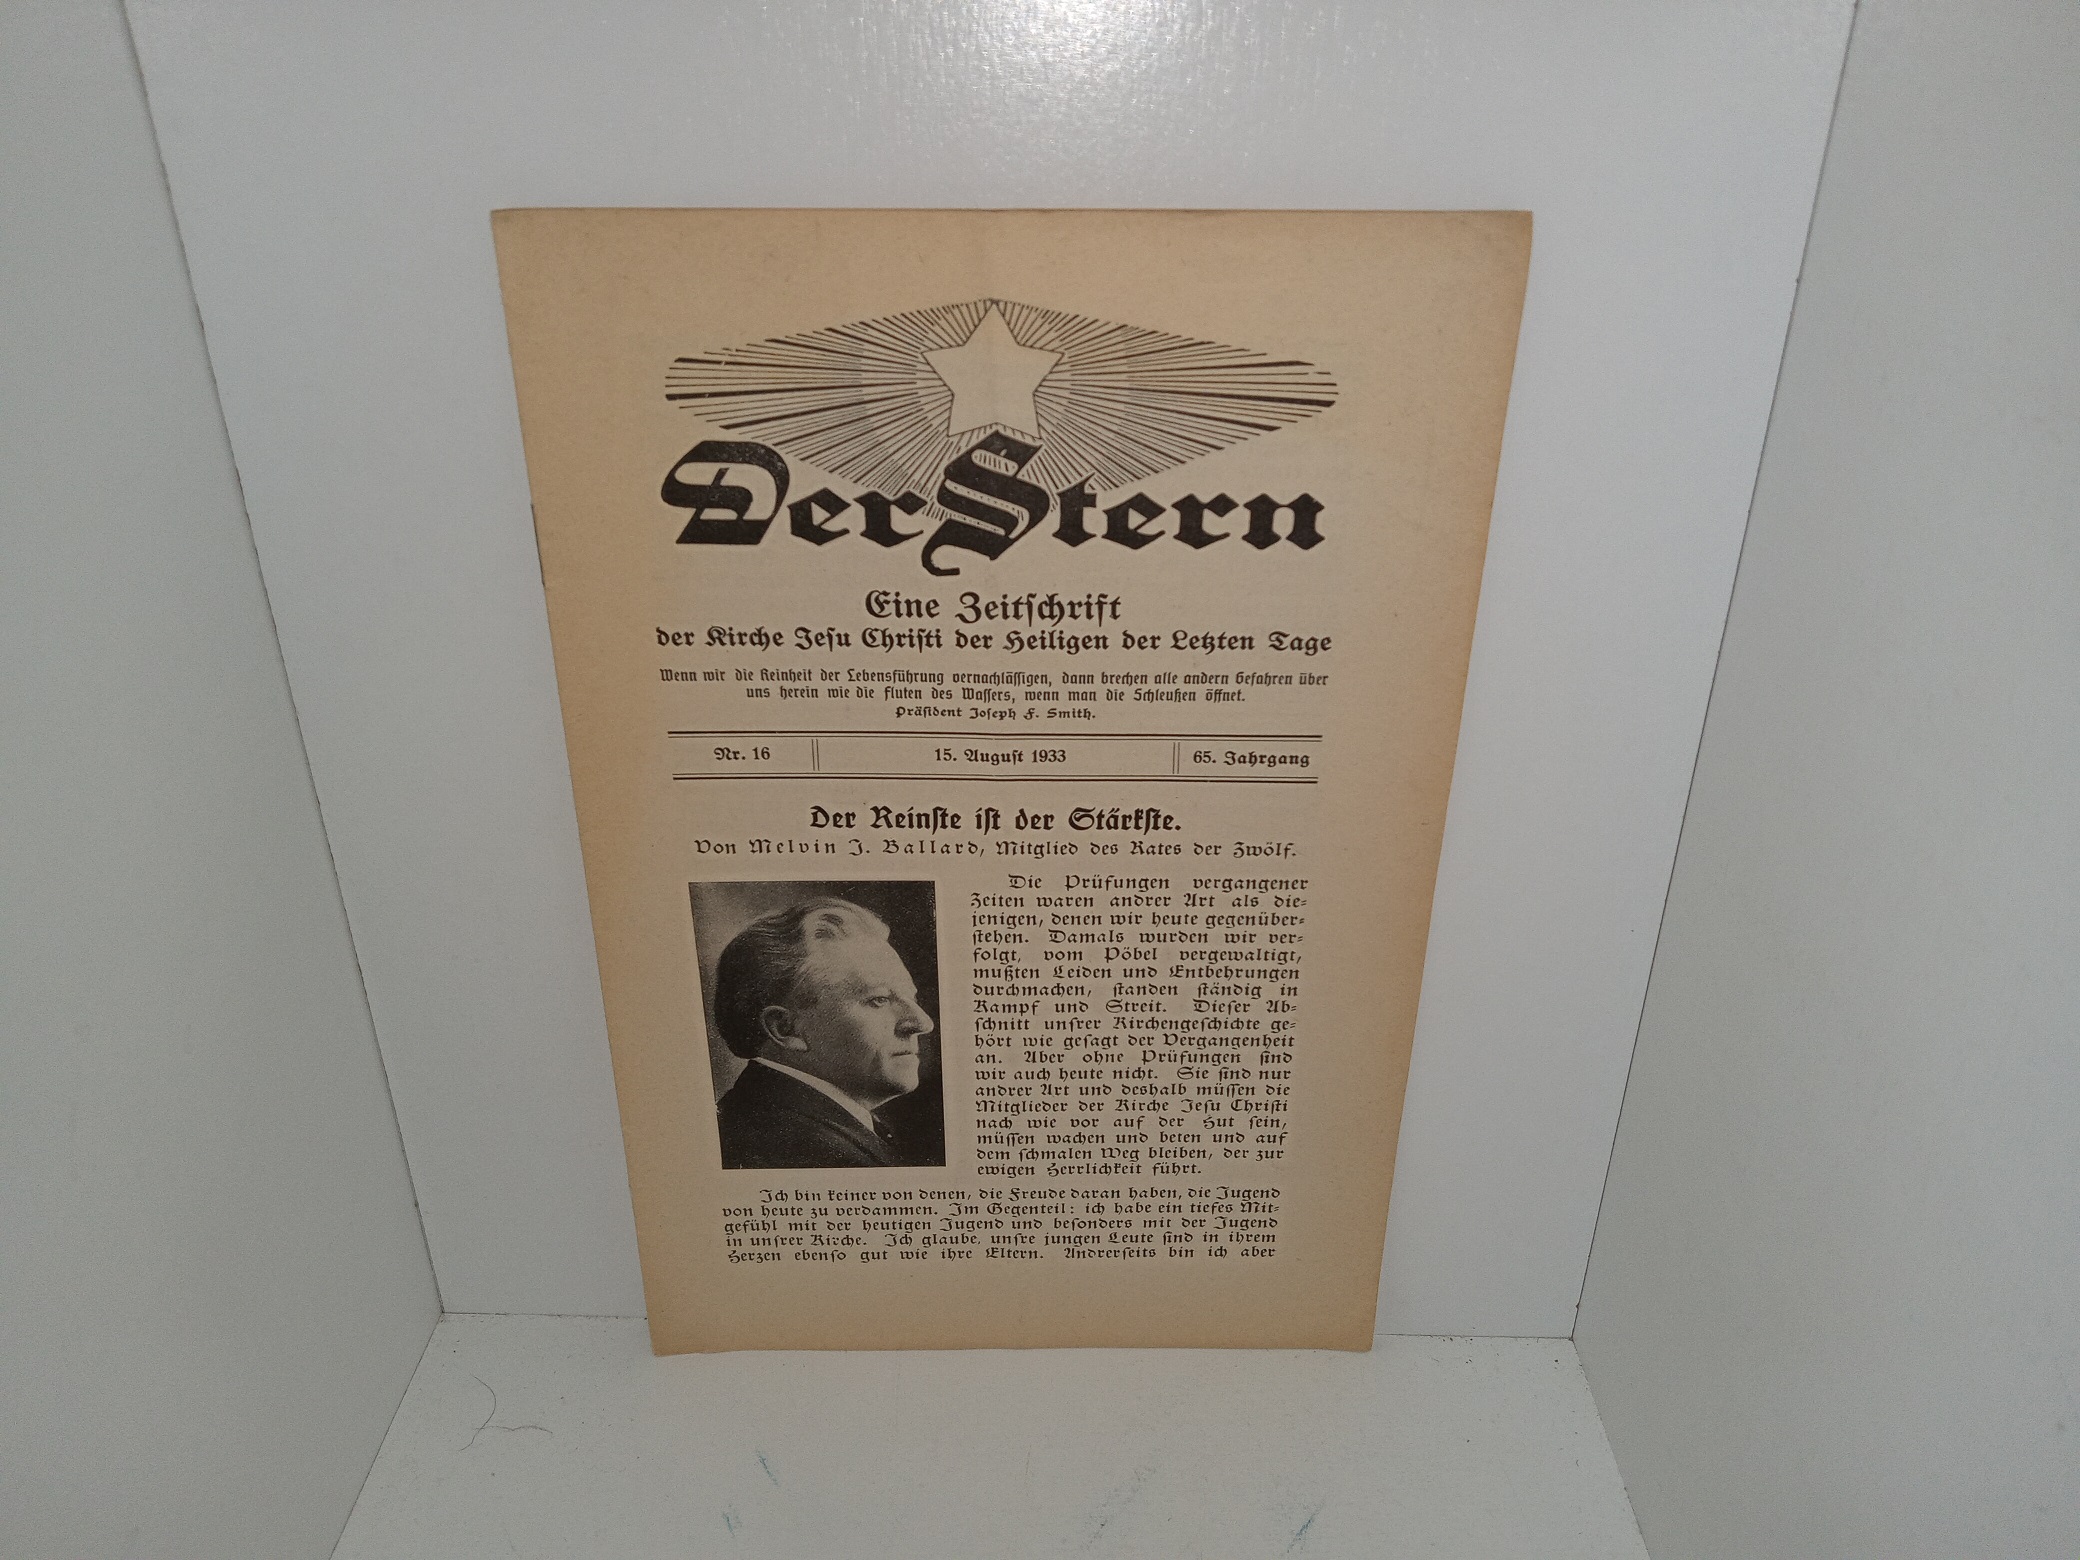 Der Stern
Eine Zeitschrift
der Kirche Jesu Christi der Heiligen der Letzten Tage
Wenn wir die Reinheit der Lebensführung vernachlässigen, dann brechen alle andern Gefahren über
uns herein wie die Fluten des Wassers, wenn man die Schleußen öffnet.
Präsident Joseph F. Smith.
Nr. 16 15. August 1933 65. Jahrgang
Der Reinste ist der Stärkste.
Von Melvin J. Ballard, Mitglied des Rates der Zwölf.
Die Prüfungen vergangener
Zeiten waren andrer Art als die-
jenigen, denen wir heute gegenüber-
stehen. Damals wurden wir ver-
folgt, vom Pöbel vergewaltigt,
mußten Leiden und Entbehrungen
durchmachen, standen ständig in
Kampf und Streit. Dieser Ab-
schnitt unsrer Kirchengeschichte ge-
hört wie gesagt der Vergangenheit
an. Aber ohne Prüfungen sind
wir auch heute nicht. Sie sind nur
andrer Art und deshalb müssen die
Mitglieder der Kirche Jesu Christi
nach wie vor auf der Hut sein,
müssen wachen und beten und auf
dem schmalen Weg bleiben, der zur
ewigen Herrlichkeit führt.
Ich bin keiner von denen, die Freude daran haben, die Jugend
von heute zu verdammen. Im Gegenteil: ich habe ein tiefes Mit-
gefühl mit der heutigen Jugend und besonders mit der Jugend
in unsrer Kirche. Ich glaube, unsre jungen Leute sind in ihrem
Herzen ebenso gut wie ihre Eltern. Andrerseits bin ich aber